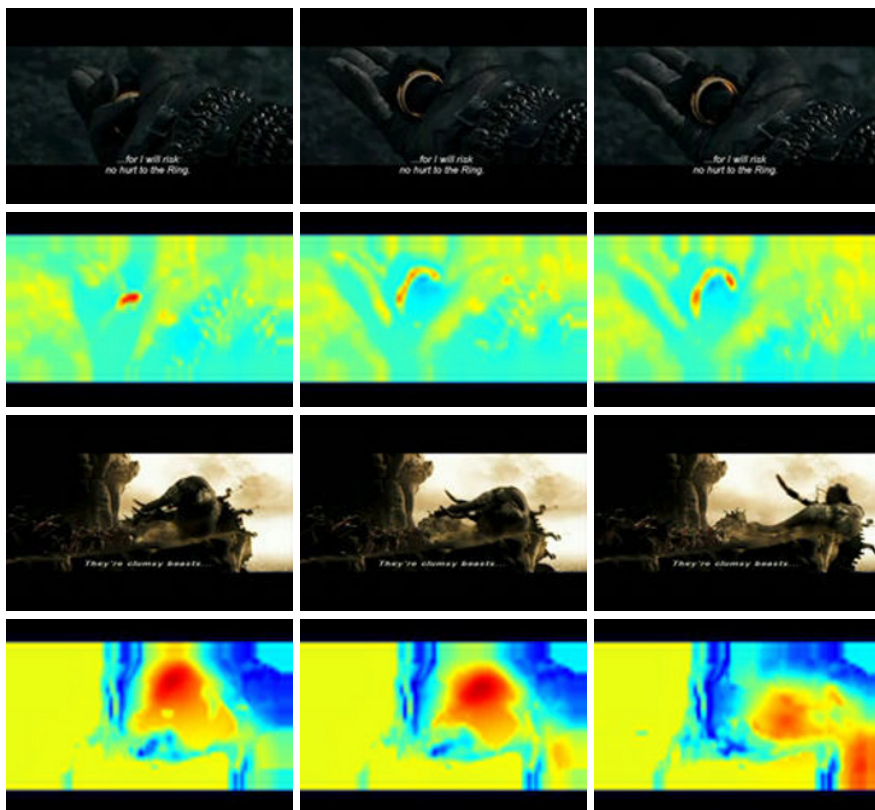 ...for I will risk
no hurt to the Ring.
...for I will risk
no hurt to the Ring.
...for I will risk
no hurt to the Ring.
They're clumsy beasts...
They're clumsy beasts...
They're clumsy beasts...